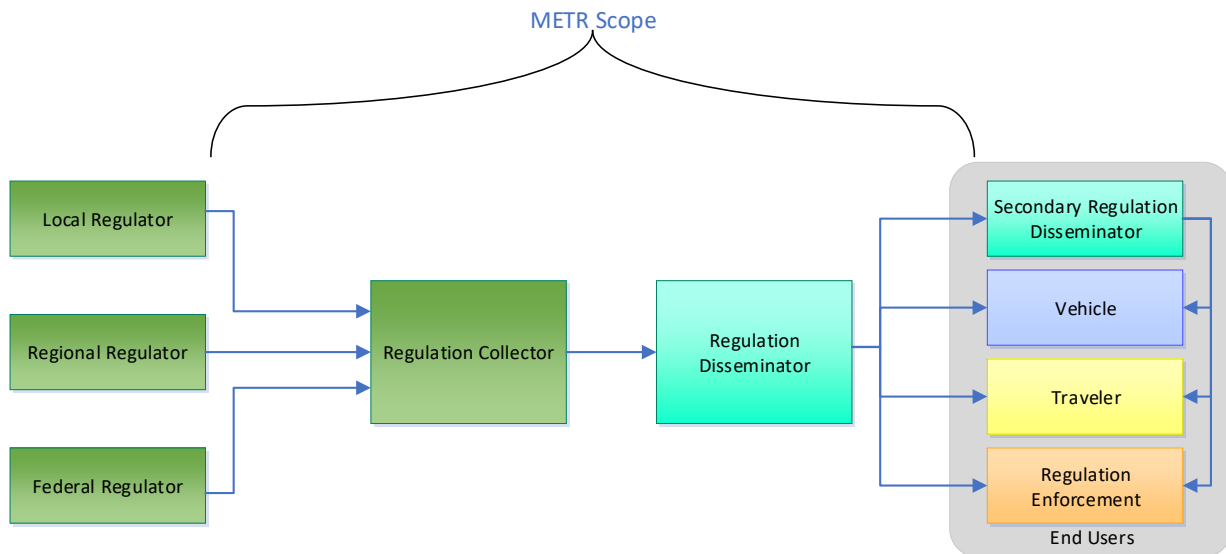 METR Scope
Local Regulator
Regional Regulator
Federal Regulator
Regulation Collector
Regulation
Disseminator
Secondary Regulation
Disseminator
Vehicle
Traveler
Regulation
Enforcement
End Users